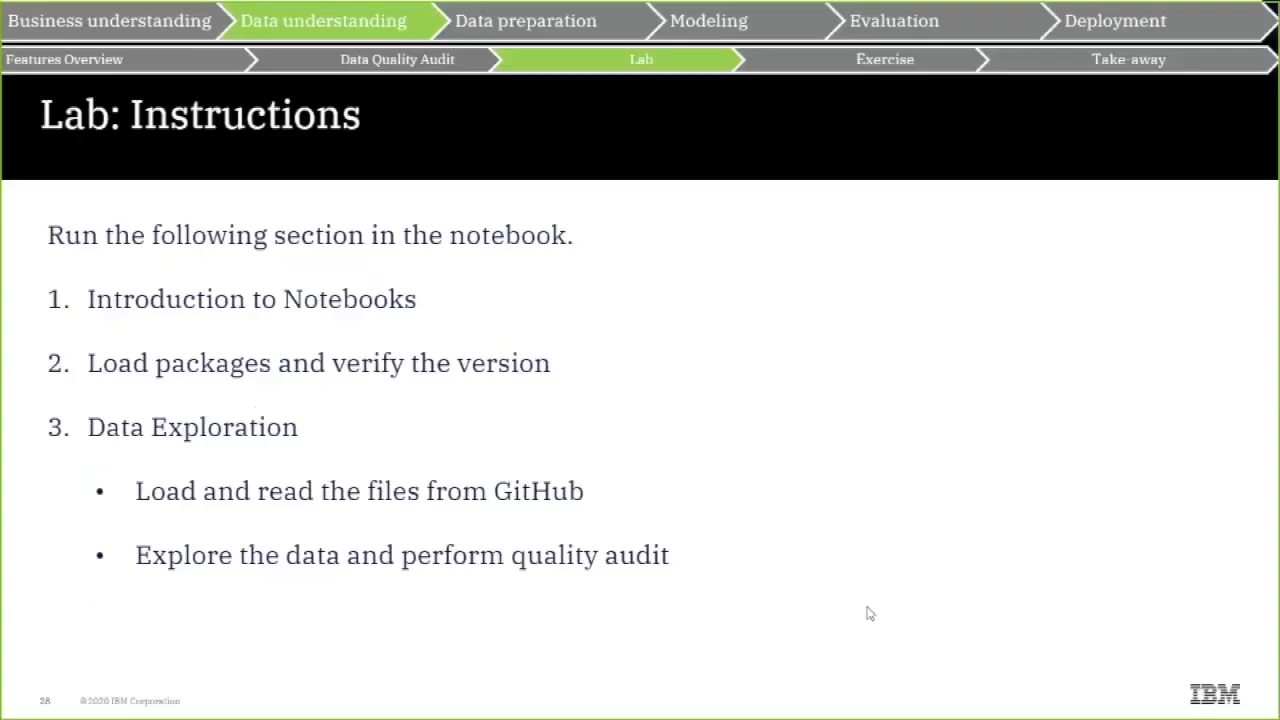 Business understanding Data understanding Data preparation Modeling Evaluation Deployment
Features Overview Data Quality Audit Lab Exercise Take-away
Lab: Instructions
Run the following section in the notebook.
1. Introduction to Notebooks
2. Load packages and verify the version
3. Data Exploration
• Load and read the files from GitHub
• Explore the data and perform quality audit
28 ©2020 IBM Corporation IBM